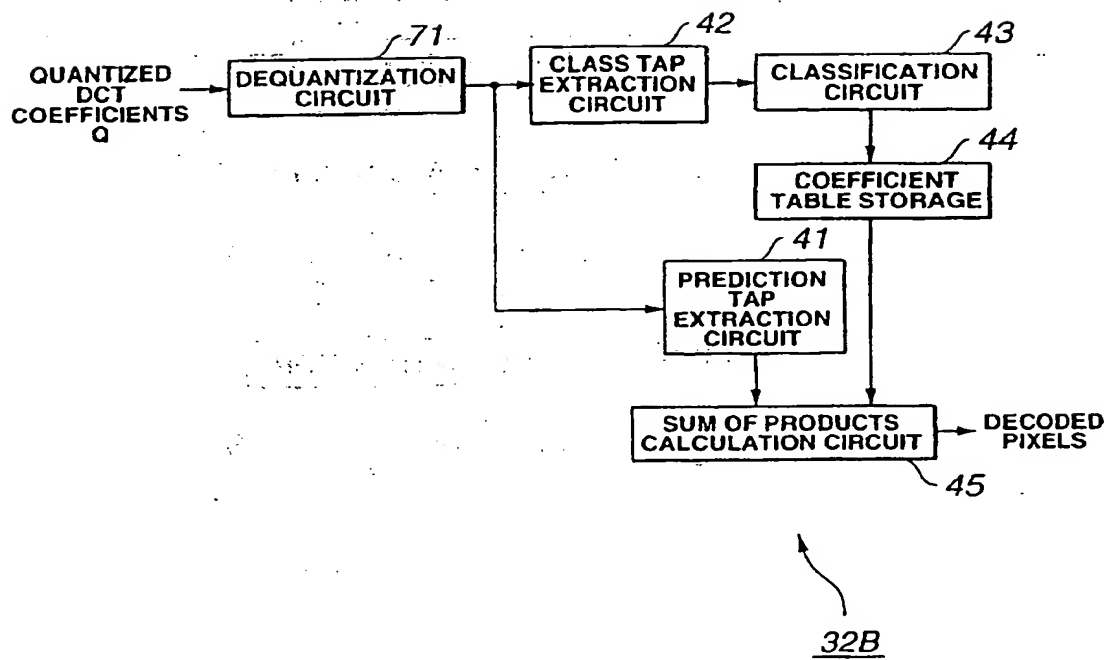 71
42
43
QUANTIZED
DCT
COEFFICIENTS
Q
DEQUANTIZATION
CIRCUIT
CLASS TAP
EXTRACTION
CIRCUIT
CLASSIFICATION
CIRCUIT
44
COEFFICIENT
TABLE STORAGE
41
PREDICTION
TAP
EXTRACTION
CIRCUIT
SUM OF PRODUCTS
CALCULATION CIRCUIT
DECODED
PIXELS
45
32B